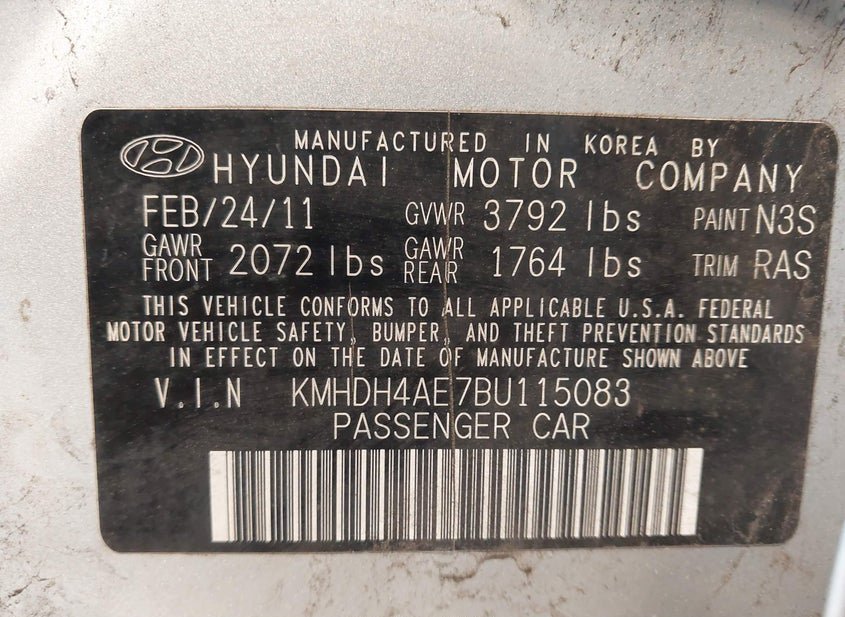 MANUFACTURED IN KOREA BY
HYUNDAI MOTOR COMPANY
FEB/24/11 GVWR 3792 lbs PAINT N3S
GAWR FRONT 2072 lbs GAWR REAR 1764 lbs TRIM RAS
THIS VEHICLE CONFORMS TO ALL APPLICABLE U.S.A. FEDERAL
MOTOR VEHICLE SAFETY, BUMPER, AND THEFT PREVENTION STANDARDS
IN EFFECT ON THE DATE OF MANUFACTURE SHOWN ABOVE
V.I.N KMHDH4AE7BU115083
PASSENGER CAR